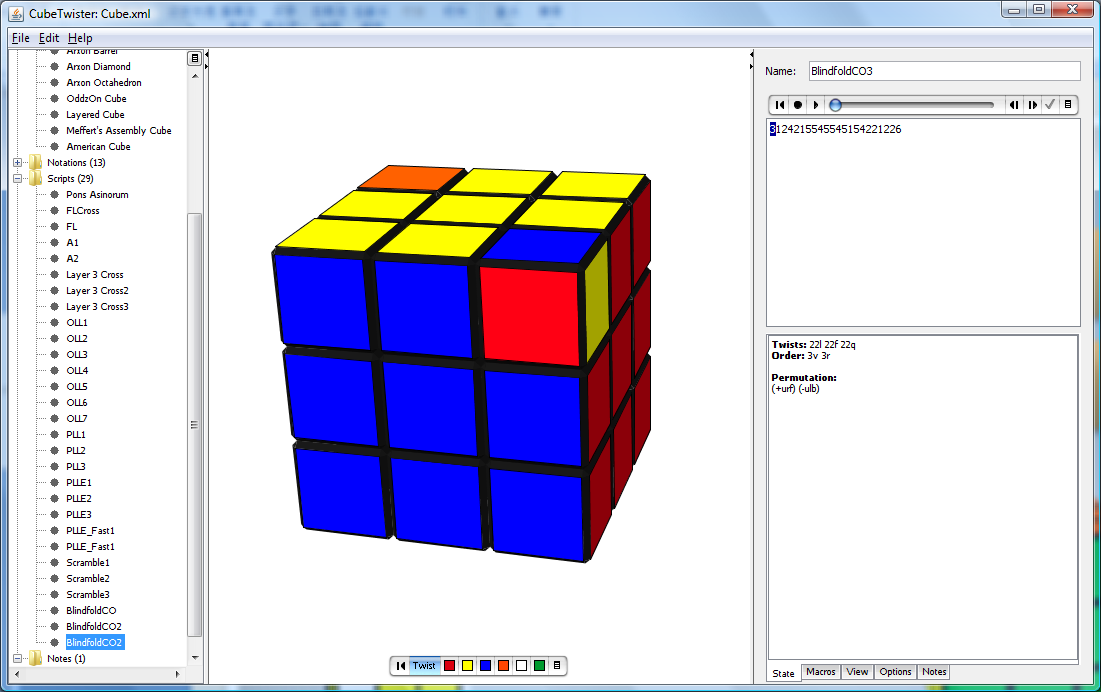 CubeTwister: Cube.xml
File Edit Help
Arxon Barrel
Arxon Diamond
Arxon Octahedron
OddzOn Cube
Layered Cube
Meffert's Assembly Cube
American Cube
Notations (13)
Scripts (29)
Pons Asinorum
FLCross
FL
A1
A2
Layer 3 Cross
Layer 3 Cross2
Layer 3 Cross3
OLL1
OLL2
OLL3
OLL4
OLL5
OLL6
OLL7
PLL1
PLL2
PLL3
PLLE1
PLLE2
PLLE3
PLLE_Fast1
PLLE_Fast1
Scramble1
Scramble2
Scramble3
BlindfoldCO
BlindfoldCO2
BlindfoldCO2
Notes (1)
Twist
Name: BlindfoldCO3
312421554554515422122​6
Twists: 22l 22f 22q
Order: 3v 3r
Permutation:
(+urf) (-ulb)
State Macros View Options Notes